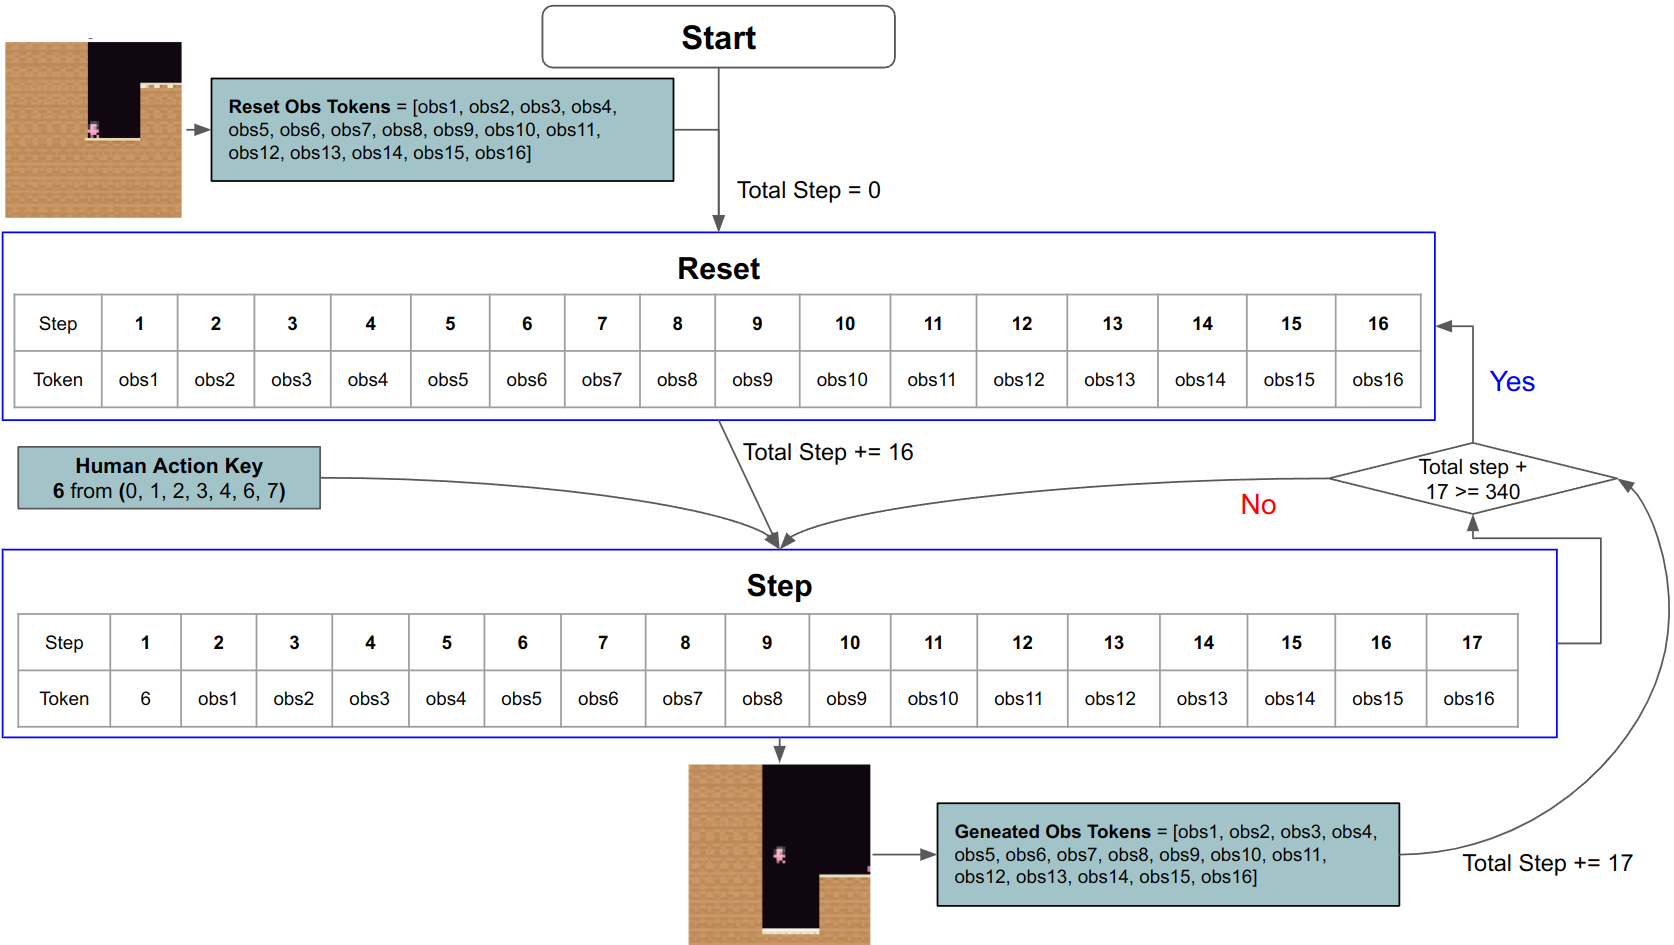 Start
Reset Obs Tokens = [obs1, obs2, obs3, obs4,
obs5, obs6, obs7, obs8, obs9, obs10, obs11,
obs12, obs13, obs14, obs15, obs16]
Total Step = 0
Reset
Step 1 2 3 4 5 6 7 8 9 10 11 12 13 14 15 16
Token obs1 obs2 obs3 obs4 obs5 obs6 obs7 obs8 obs9 obs10 obs11 obs12 obs13 obs14 obs15 obs16
Yes
Total Step += 16
Human Action Key
6 from (0, 1, 2, 3, 4, 6, 7)
Total step +
17 >= 340
No
Step
Step 1 2 3 4 5 6 7 8 9 10 11 12 13 14 15 16 17
Token 6 obs1 obs2 obs3 obs4 obs5 obs6 obs7 obs8 obs9 obs10 obs11 obs12 obs13 obs14 obs15 obs16
Geneated Obs Tokens = [obs1, obs2, obs3, obs4,
obs5, obs6, obs7, obs8, obs9, obs10, obs11,
obs12, obs13, obs14, obs15, obs16]
Total Step += 17